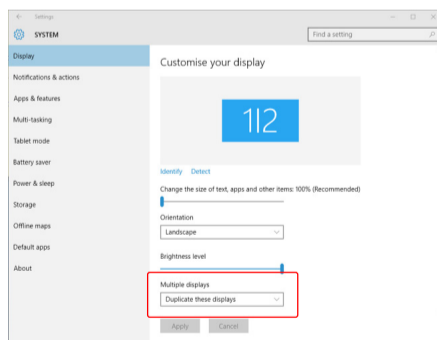 Settings
SYSTEM
Find a setting
Display
Notifications & actions
Apps & features
Multi-tasking
Tablet mode
Battery saver
Power & sleep
Storage
Offline maps
Default apps
About
Customise your display
1|2
Identify Detect
Change the size of text, apps and other items: 100% (Recommended)
Orientation
Landscape
Brightness level
Multiple displays
Duplicate these displays
Apply Cancel